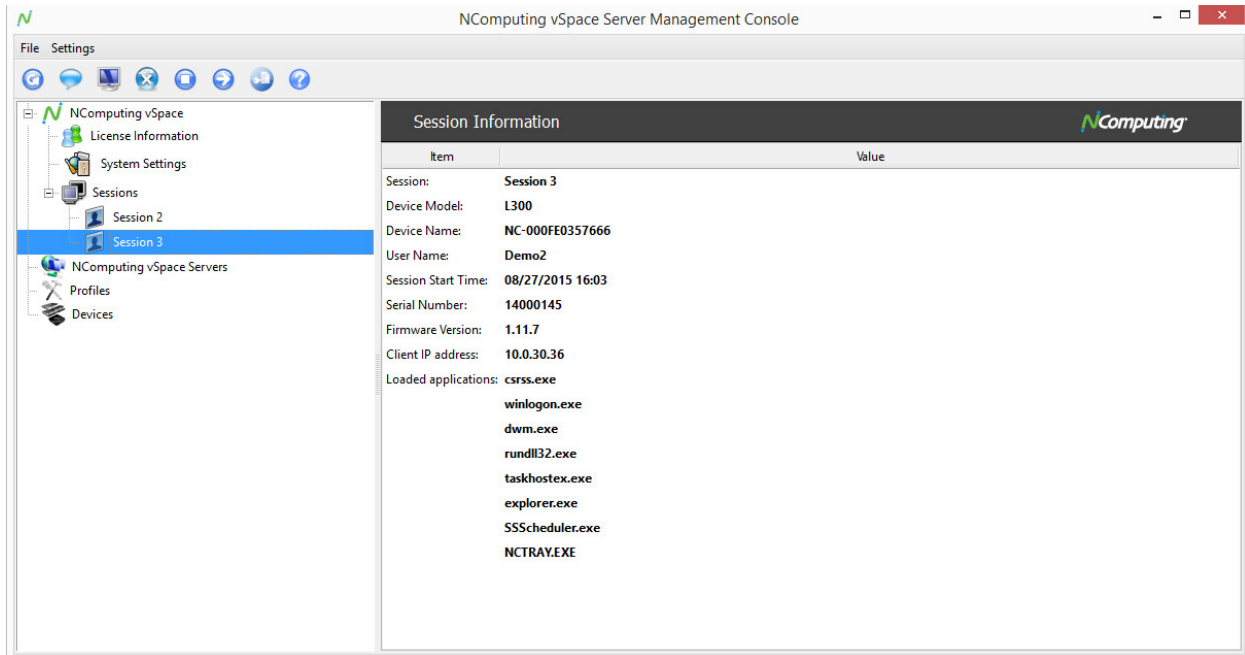 NComputing vSpace Server Management Console
File Settings
NComputing vSpace
License Information
System Settings
Sessions
Session 2
Session 3
NComputing vSpace Servers
Profiles
Devices
Session Information
NComputing
Item Value
Session: Session 3
Device Model: L300
Device Name: NC-000FE0357666
User Name: Demo2
Session Start Time: 08/27/2015 16:03
Serial Number: 14000145
Firmware Version: 1.11.7
Client IP address: 10.0.30.36
Loaded applications: csrss.exe
winlogon.exe
dwm.exe
rundll32.exe
taskhostex.exe
explorer.exe
SSScheduler.exe
NCTRAY.EXE